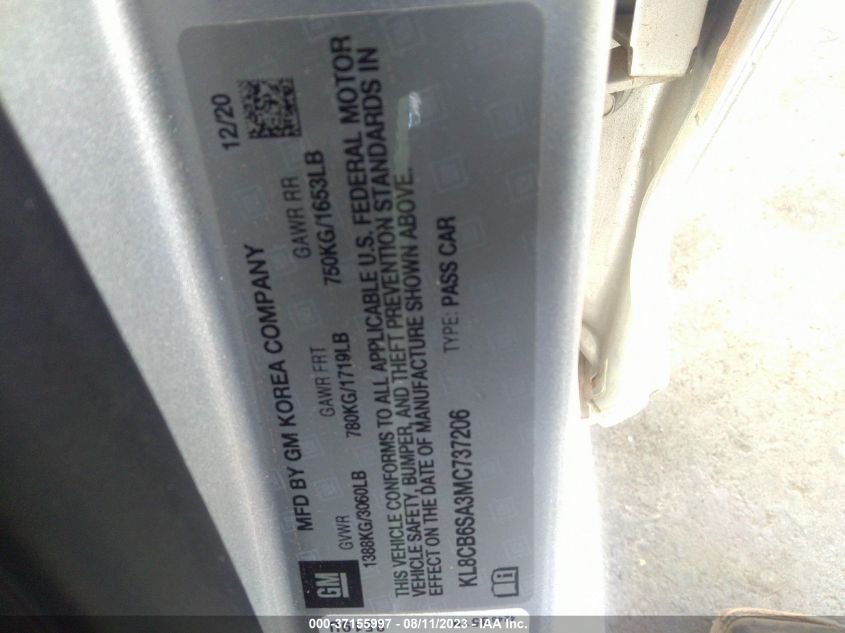 MFD BY GM KOREA COMPANY 12/20
GVWR GAWR FRT GAWR RR
1388KG/3060LB 780KG/1719LB 750KG/1653LB
THIS VEHICLE CONFORMS TO ALL APPLICABLE U.S. FEDERAL MOTOR
VEHICLE SAFETY, BUMPER, AND THEFT PREVENTION STANDARDS IN
EFFECT ON THE DATE OF MANUFACTURE SHOWN ABOVE.
KL8CB6SA3MC737206 TYPE: PASS CAR
GM
000-37155997 - 08/11/2023 - IAAI